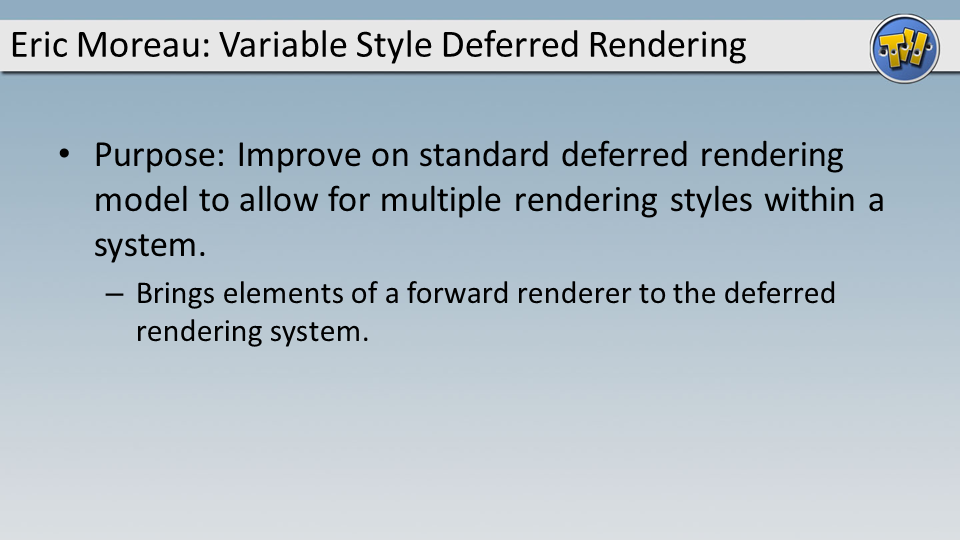 Eric Moreau: Variable Style Deferred Rendering
• Purpose: Improve on standard deferred rendering
model to allow for multiple rendering styles within a
system.
– Brings elements of a forward renderer to the deferred
rendering system.